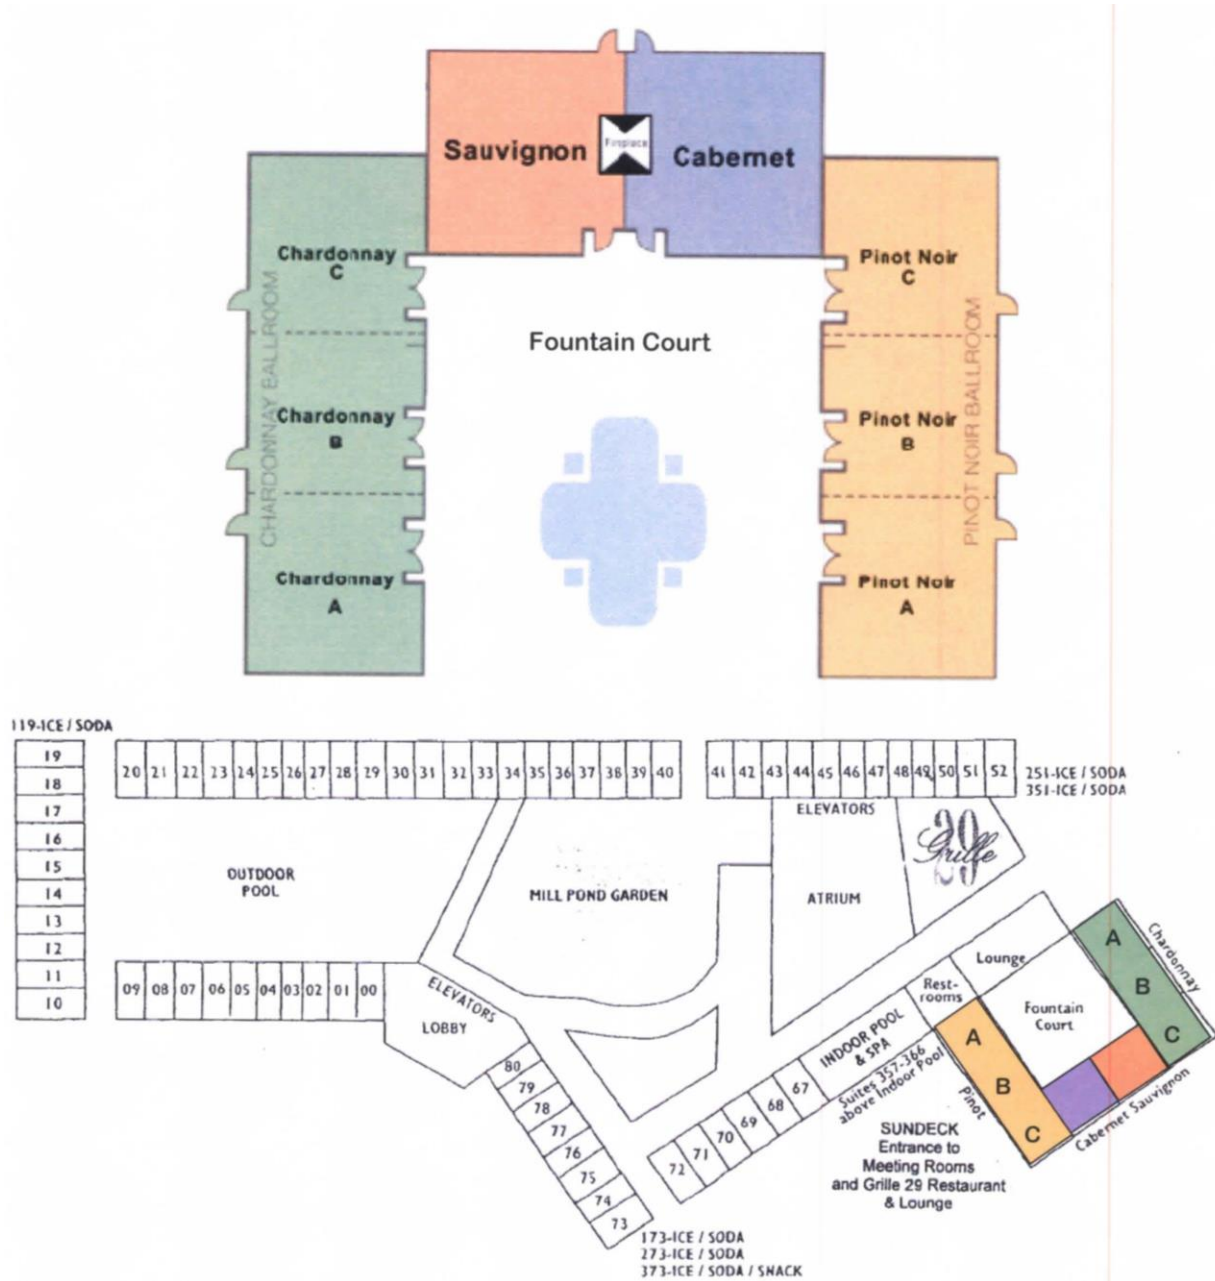 Sauvignon
Fireplace
Cabernet
Chardonnay
C
CHARDONNAY BALLROOM
Pinot Noir
C
PINOT NOIR BALLROOM
Fountain Court
Chardonnay
B
Pinot Noir
B
Chardonnay
A
Pinot Noir
A
119-ICE / SODA
19
18
17
16
15
14
13
12
11
10
20 21 22 23 24 25 26 27 28 29 30 31 32 33 34 35 36 37 38 39 40
41 42 43 44 45 46 47 48 49 50 51 52
251-ICE / SODA
351-ICE / SODA
ELEVATORS
29
Grille
OUTDOOR
POOL
MILL POND GARDEN
ATRIUM
09 08 07 06 05 04 03 02 01 00
ELEVATORS
LOBBY
80
79
78
77
76
75
74
73
72 71 70 69 68 67
INDOOR POOL
& SPA
Suites 357-366
above Indoor Pool
Rest-
rooms
Lounge
Fountain
Court
A
B
C
Chardonnay
A
B
C
Pinot
Cabernet Sauvignon
SUNDECK
Entrance to
Meeting Rooms
and Grille 29 Restaurant
& Lounge
173-ICE / SODA
273-ICE / SODA
373-ICE / SODA / SNACK